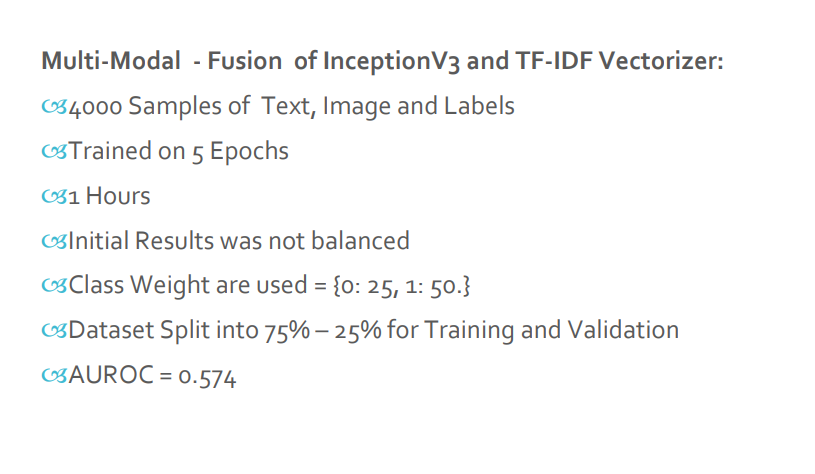 Multi-Modal - Fusion of InceptionV3 and TF-IDF Vectorizer:
4000 Samples of Text, Image and Labels
Trained on 5 Epochs
1 Hours
Initial Results was not balanced
Class Weight are used = {0: 25, 1: 50.}
Dataset Split into 75% – 25% for Training and Validation
AUROC = 0.574